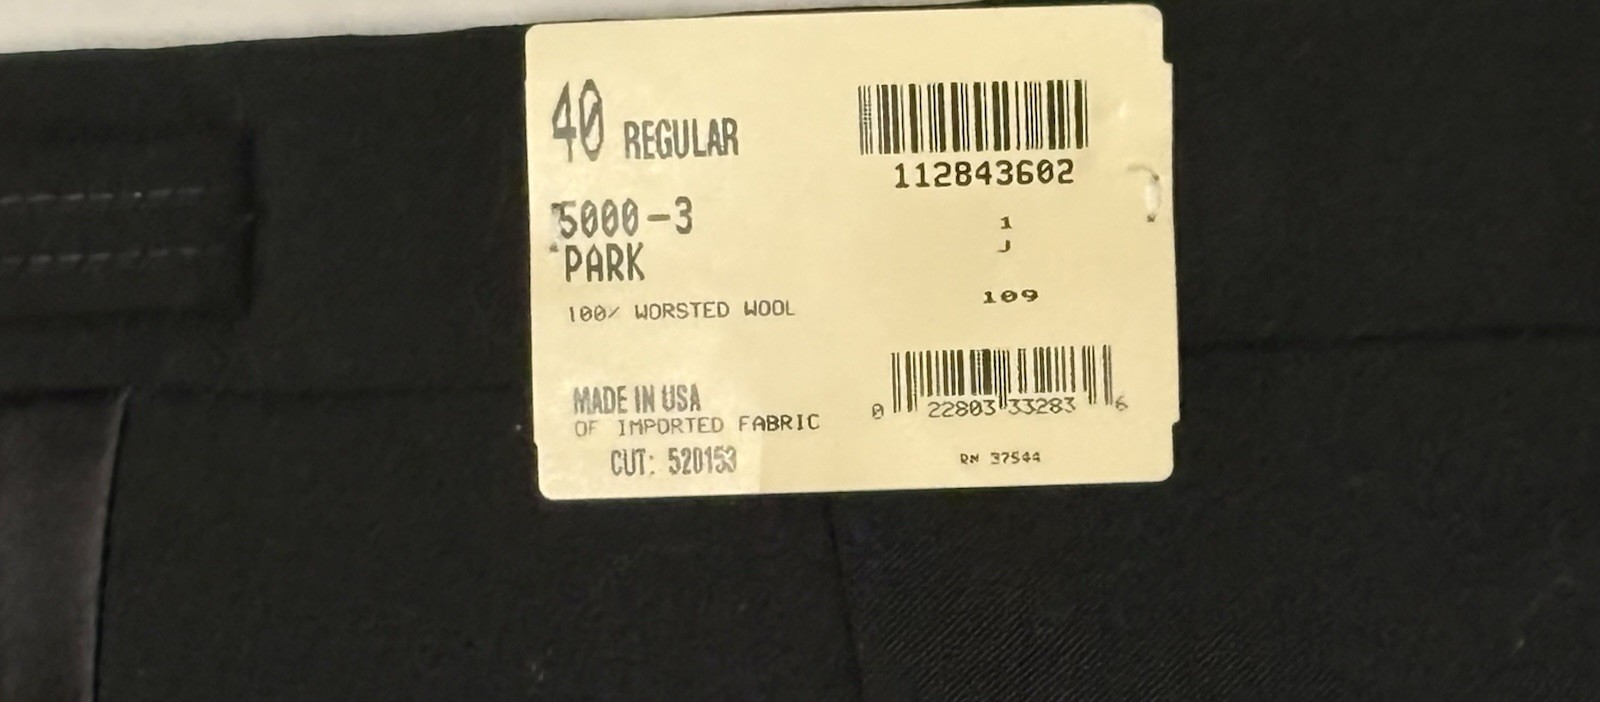 40 REGULAR
5000-3
PARK
100% WORSTED WOOL
MADE IN USA
OF IMPORTED FABRIC
CUT: 520153
112843602
1
J
109
0 22803 33283 6
RN 37544